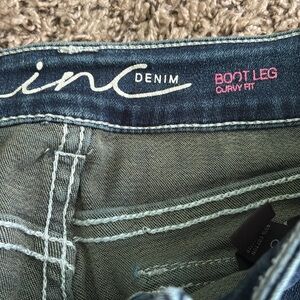 inc DENIM
BOOT LEG
CURVY FIT